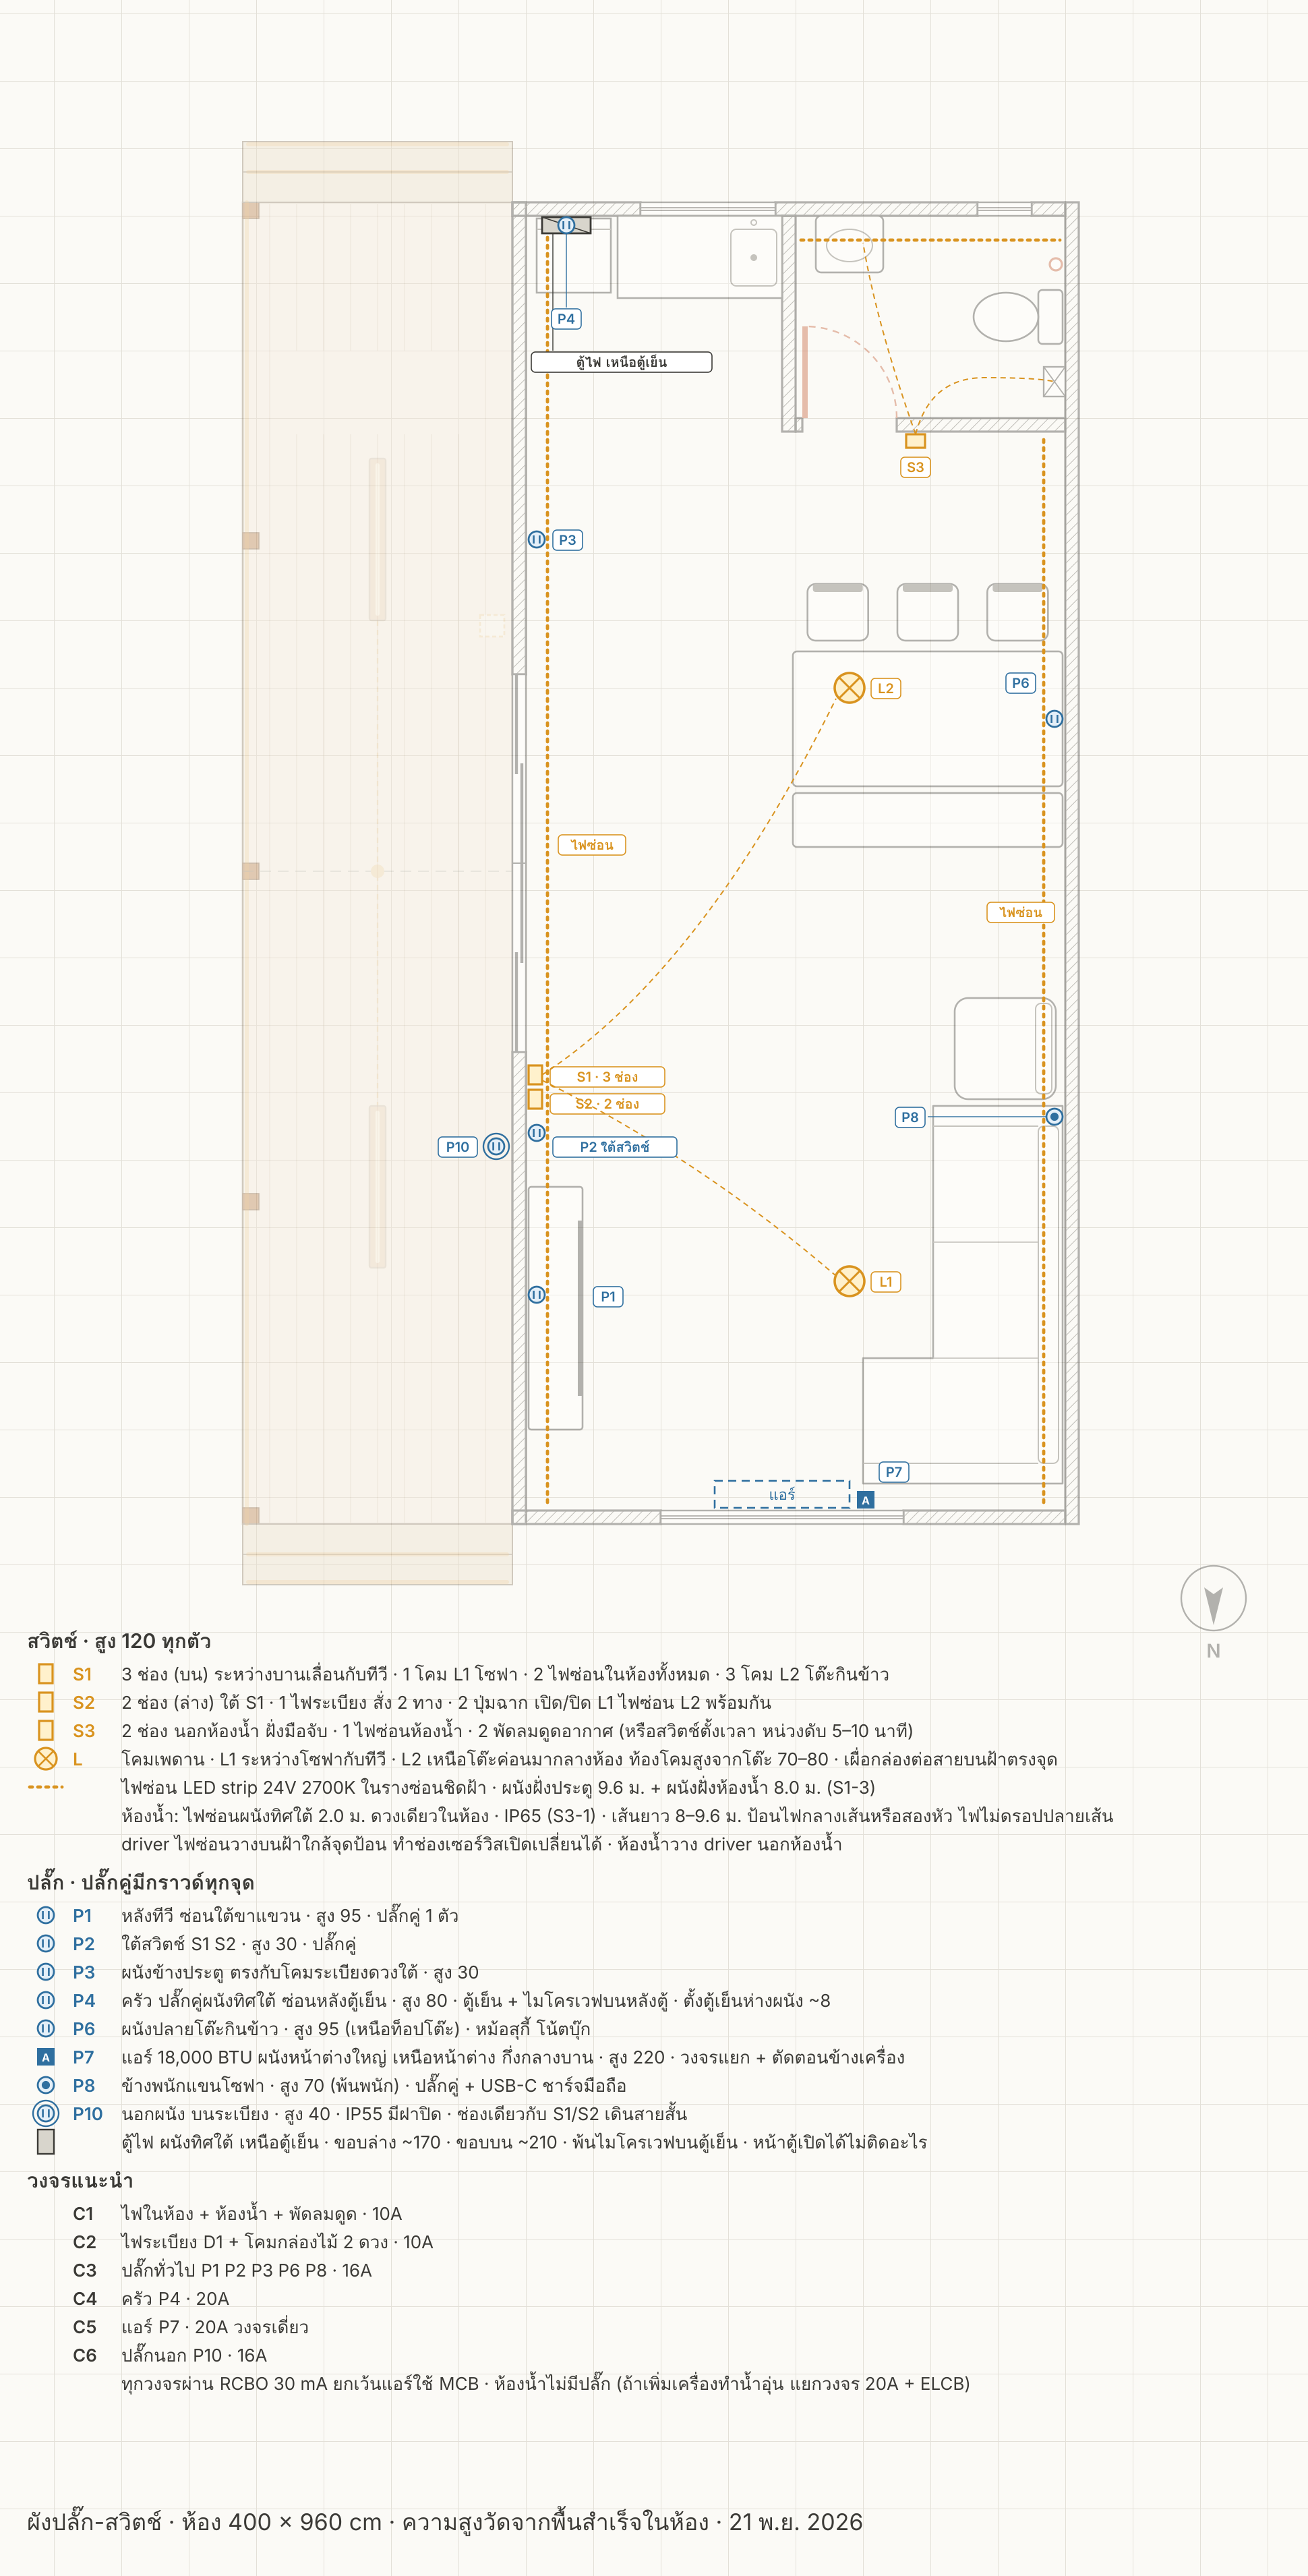 P4
ตู้ไฟ เหนือตู้เย็น
S3
P3
L2
P6
ไฟซ่อน
ไฟซ่อน
S1 · 3 ช่อง
S2 · 2 ช่อง
P8
P10
P2 ใต้สวิตช์
L1
P1
P7
แอร์
A
N
สวิตช์ · สูง 120 ทุกตัว
S1 3 ช่อง (บน) ระหว่างบานเลื่อนกับทีวี · 1 โคม L1 โซฟา · 2 ไฟซ่อนในห้องทั้งหมด · 3 โคม L2 โต๊ะกินข้าว
S2 2 ช่อง (ล่าง) ใต้ S1 · 1 ไฟระเบียง สั่ง 2 ทาง · 2 ปุ่มฉาก เปิด/ปิด L1 ไฟซ่อน L2 พร้อมกัน
S3 2 ช่อง นอกห้องน้ำ ฝั่งมือจับ · 1 ไฟซ่อนห้องน้ำ · 2 พัดลมดูดอากาศ (หรือสวิตช์ตั้งเวลา หน่วงดับ 5–10 นาที)
L โคมเพดาน · L1 ระหว่างโซฟากับทีวี · L2 เหนือโต๊ะค่อนมากลางห้อง ท้องโคมสูงจากโต๊ะ 70–80 · เผื่อกล่องต่อสายบนฝ้าตรงจุด
ไฟซ่อน LED strip 24V 2700K ในรางซ่อนชิดฝ้า · ผนังฝั่งประตู 9.6 ม. + ผนังฝั่งห้องน้ำ 8.0 ม. (S1-3)
ห้องน้ำ: ไฟซ่อนผนังทิศใต้ 2.0 ม. ดวงเดียวในห้อง · IP65 (S3-1) · เส้นยาว 8–9.6 ม. ป้อนไฟกลางเส้นหรือสองหัว ไฟไม่ดรอปปลายเส้น
driver ไฟซ่อนวางบนฝ้าใกล้จุดป้อน ทำช่องเซอร์วิสเปิดเปลี่ยนได้ · ห้องน้ำวาง driver นอกห้องน้ำ
ปลั๊ก · ปลั๊กคู่มีกราวด์ทุกจุด
P1 หลังทีวี ซ่อนใต้ขาแขวน · สูง 95 · ปลั๊กคู่ 1 ตัว
P2 ใต้สวิตช์ S1 S2 · สูง 30 · ปลั๊กคู่
P3 ผนังข้างประตู ตรงกับโคมระเบียงดวงใต้ · สูง 30
P4 ครัว ปลั๊กคู่ผนังทิศใต้ ซ่อนหลังตู้เย็น · สูง 80 · ตู้เย็น + ไมโครเวฟบนหลังตู้ · ตั้งตู้เย็นห่างผนัง ~8
P6 ผนังปลายโต๊ะกินข้าว · สูง 95 (เหนือท็อปโต๊ะ) · หม้อสุกี้ โน้ตบุ๊ก
A P7 แอร์ 18,000 BTU ผนังหน้าต่างใหญ่ เหนือหน้าต่าง กึ่งกลางบาน · สูง 220 · วงจรแยก + ตัดตอนข้างเครื่อง
P8 ข้างพนักแขนโซฟา · สูง 70 (พ้นพนัก) · ปลั๊กคู่ + USB-C ชาร์จมือถือ
P10 นอกผนัง บนระเบียง · สูง 40 · IP55 มีฝาปิด · ช่องเดียวกับ S1/S2 เดินสายสั้น
ตู้ไฟ ผนังทิศใต้ เหนือตู้เย็น · ขอบล่าง ~170 · ขอบบน ~210 · พ้นไมโครเวฟบนตู้เย็น · หน้าตู้เปิดได้ไม่ติดอะไร
วงจรแนะนำ
C1 ไฟในห้อง + ห้องน้ำ + พัดลมดูด · 10A
C2 ไฟระเบียง D1 + โคมกล่องไม้ 2 ดวง · 10A
C3 ปลั๊กทั่วไป P1 P2 P3 P6 P8 · 16A
C4 ครัว P4 · 20A
C5 แอร์ P7 · 20A วงจรเดี่ยว
C6 ปลั๊กนอก P10 · 16A
ทุกวงจรผ่าน RCBO 30 mA ยกเว้นแอร์ใช้ MCB · ห้องน้ำไม่มีปลั๊ก (ถ้าเพิ่มเครื่องทำน้ำอุ่น แยกวงจร 20A + ELCB)
ผังปลั๊ก-สวิตช์ · ห้อง 400 × 960 cm · ความสูงวัดจากพื้นสำเร็จในห้อง · 21 พ.ย. 2026